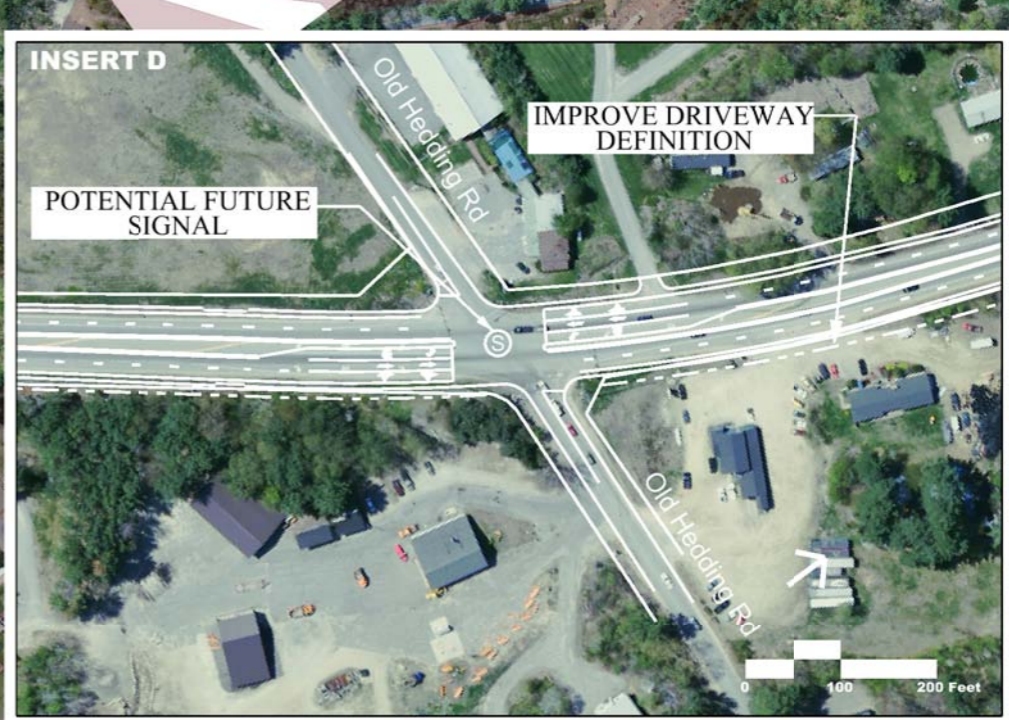 INSERT D
Old Hedding Rd
IMPROVE DRIVEWAY
DEFINITION
POTENTIAL FUTURE
SIGNAL
S
Old Hedding Rd
0 100 200 Feet